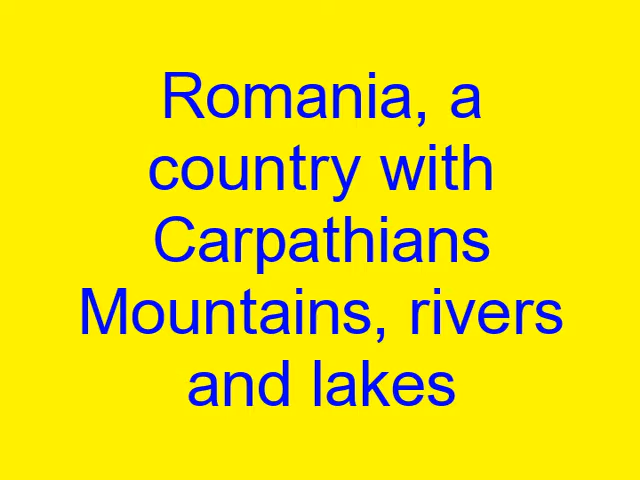 Romania, a
country with
Carpathians
Mountains, rivers
and lakes